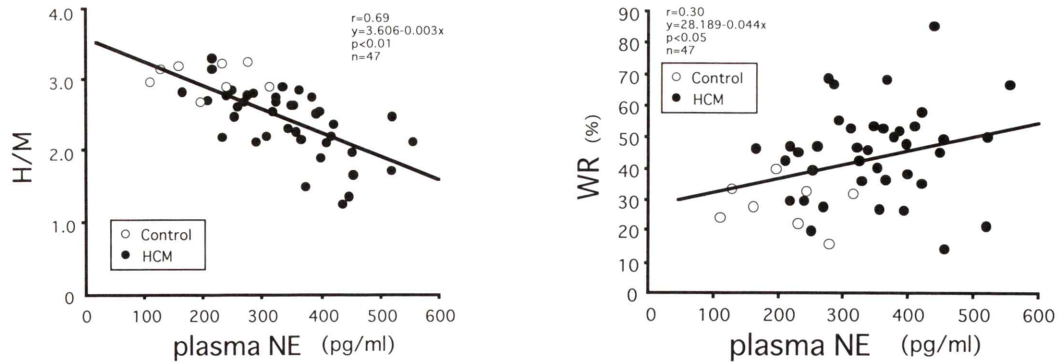 4.0
3.0
2.0
1.0
0
H/M
r=0.69
y=3.606-0.003x
p<0.01
n=47
Control
HCM
0 100 200 300 400 500 600
plasma NE (pg/ml)
90
80
70
60
50
40
30
20
10
0
WR (%)
r=0.30
y=28.189-0.044x
p<0.05
n=47
Control
HCM
0 100 200 300 400 500 600
plasma NE (pg/ml)